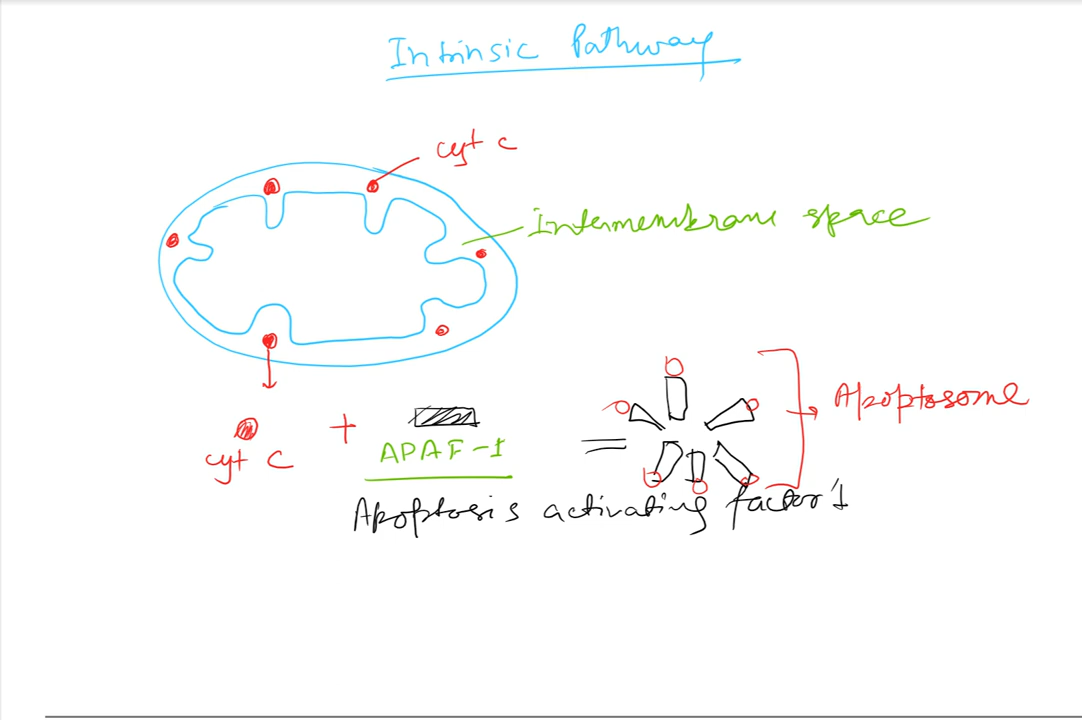 Intrinsic Pathway
cyt c
Intermembrane space
Apoptosome
cyt c + APAF-1 =
Apoptosis activating factor'1